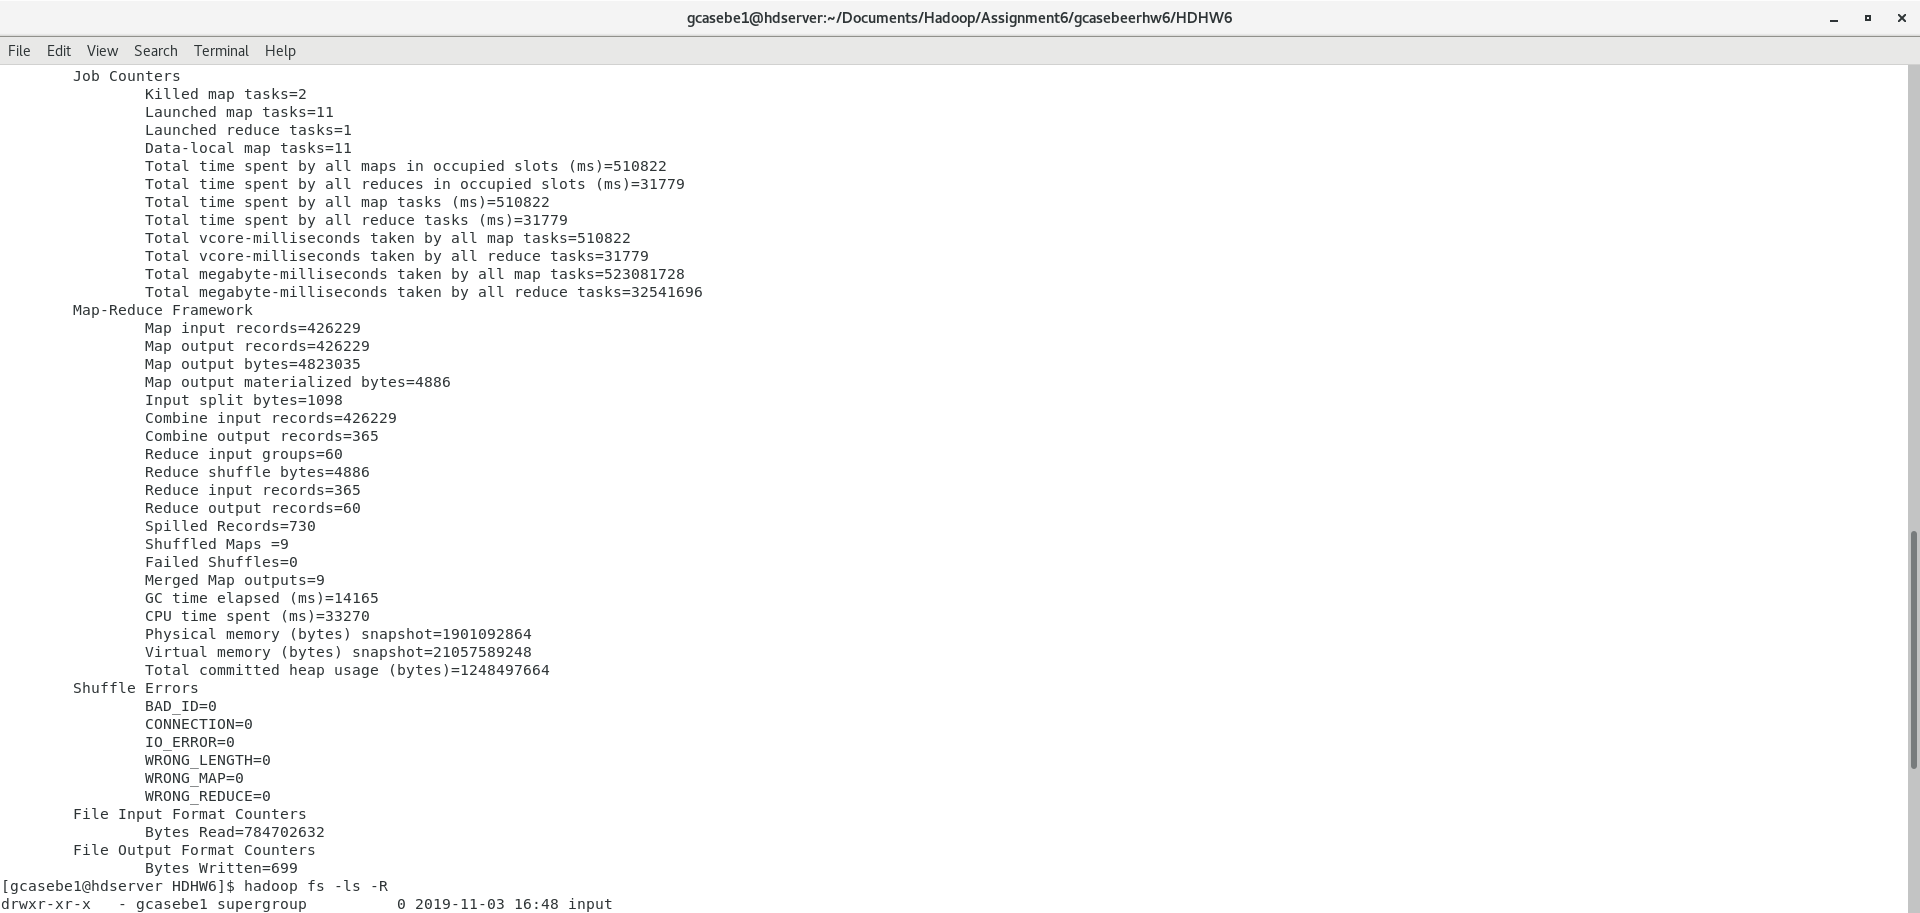 gcasebe1@hdserver:~/Documents/Hadoop/Assignment6/gcasebeerhw6/HDHW6
File Edit View Search Terminal Help
Job Counters
Killed map tasks=2
Launched map tasks=11
Launched reduce tasks=1
Data-local map tasks=11
Total time spent by all maps in occupied slots (ms)=510822
Total time spent by all reduces in occupied slots (ms)=31779
Total time spent by all map tasks (ms)=510822
Total time spent by all reduce tasks (ms)=31779
Total vcore-milliseconds taken by all map tasks=510822
Total vcore-milliseconds taken by all reduce tasks=31779
Total megabyte-milliseconds taken by all map tasks=523081728
Total megabyte-milliseconds taken by all reduce tasks=32541696
Map-Reduce Framework
Map input records=426229
Map output records=426229
Map output bytes=4823035
Map output materialized bytes=4886
Input split bytes=1098
Combine input records=426229
Combine output records=365
Reduce input groups=60
Reduce shuffle bytes=4886
Reduce input records=365
Reduce output records=60
Spilled Records=730
Shuffled Maps =9
Failed Shuffles=0
Merged Map outputs=9
GC time elapsed (ms)=14165
CPU time spent (ms)=33270
Physical memory (bytes) snapshot=1901092864
Virtual memory (bytes) snapshot=21057589248
Total committed heap usage (bytes)=1248497664
Shuffle Errors
BAD_ID=0
CONNECTION=0
IO_ERROR=0
WRONG_LENGTH=0
WRONG_MAP=0
WRONG_REDUCE=0
File Input Format Counters
Bytes Read=784702632
File Output Format Counters
Bytes Written=699
[gcasebe1@hdserver HDHW6]$ hadoop fs -ls -R
drwxr-xr-x   - gcasebe1 supergroup          0 2019-11-03 16:48 input